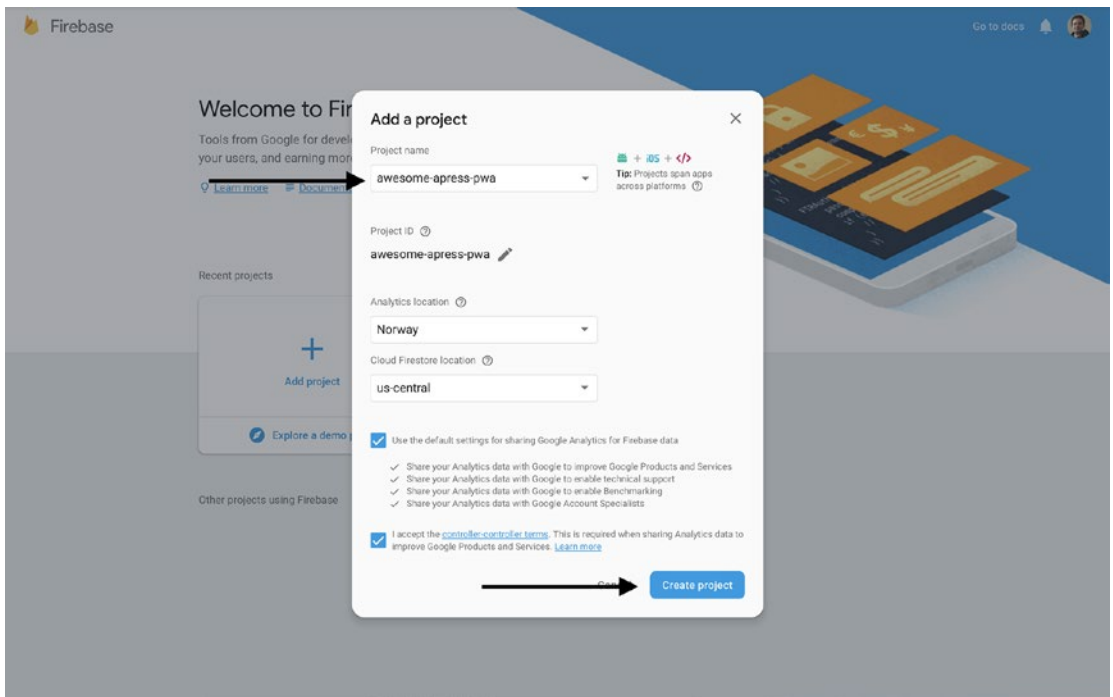 Firebase
Go to docs
Welcome to Fir
Tools from Google for devel
your users, and earning mor
Learn more Documen
Recent projects
Add project
Explore a demo p
Other projects using Firebase
Add a project
Project name
awesome-apress-pwa
+ iOS + </>
Tip: Projects span apps
across platforms
Project ID
awesome-apress-pwa
Analytics location
Norway
Cloud Firestore location
us-central
Use the default settings for sharing Google Analytics for Firebase data
Share your Analytics data with Google to improve Google Products and Services
Share your Analytics data with Google to enable technical support
Share your Analytics data with Google to enable Benchmarking
Share your Analytics data with Google Account Specialists
I accept the controller-controller terms. This is required when sharing Analytics data to
improve Google Products and Services. Learn more
Create project